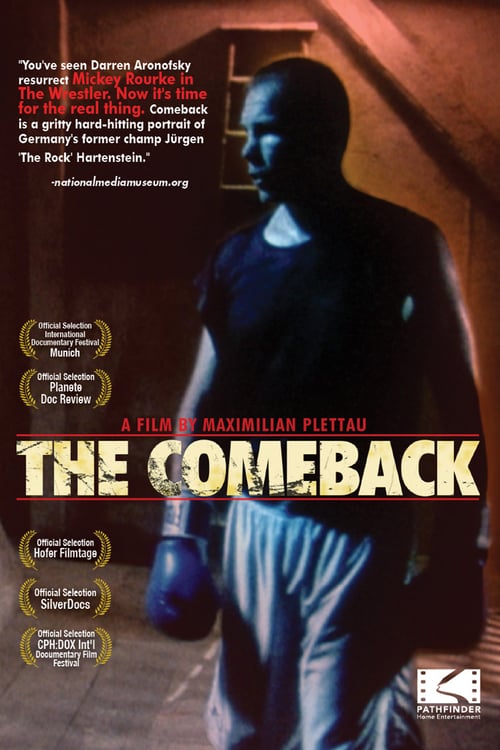 "You've seen Darren Aronofsky
resurrect Mickey Rourke in
The Wrestler. Now it's time
for the real thing. Comeback
is a gritty hard-hitting portrait of
Germany's former champ Jürgen
'The Rock' Hartenstein."
-nationalmediamuseum.org
Official Selection
International
Documentary Festival
Munich
Official Selection
Planete
Doc Review
A FILM BY MAXIMILIAN PLETTAU
THE COMEBACK
Official Selection
Hofer Filmtage
Official Selection
SilverDocs
Official Selection
CPH:DOX Int'l
Documentary Film
Festival
PATHFINDER
Home Entertainment